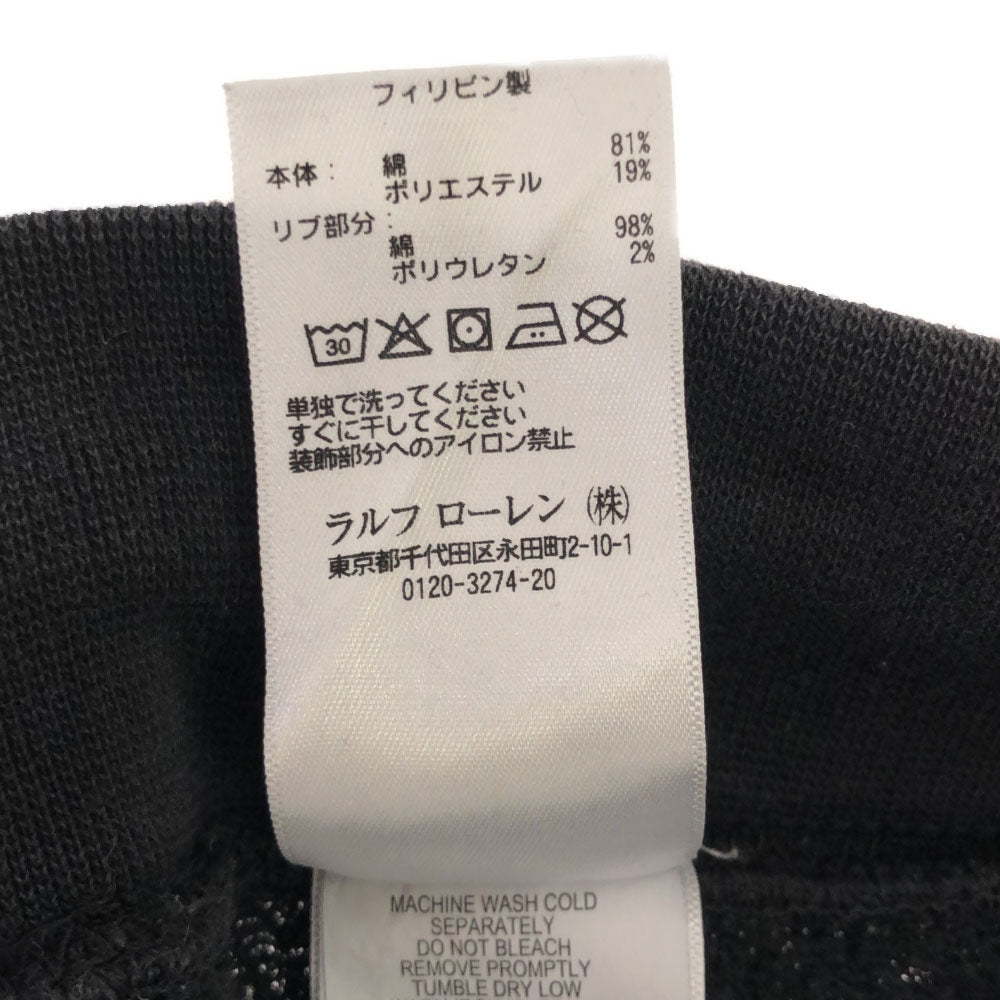 フィリピン製
本体： 綿 81%
ポリエステル 19%
リブ部分：
綿 98%
ポリウレタン 2%
30
単独で洗ってください
すぐに干してください
装飾部分へのアイロン禁止
ラルフ ローレン (株)
東京都千代田区永田町2-10-1
0120-3274-20
MACHINE WASH COLD
SEPARATELY
DO NOT BLEACH
REMOVE PROMPTLY
TUMBLE DRY LOW